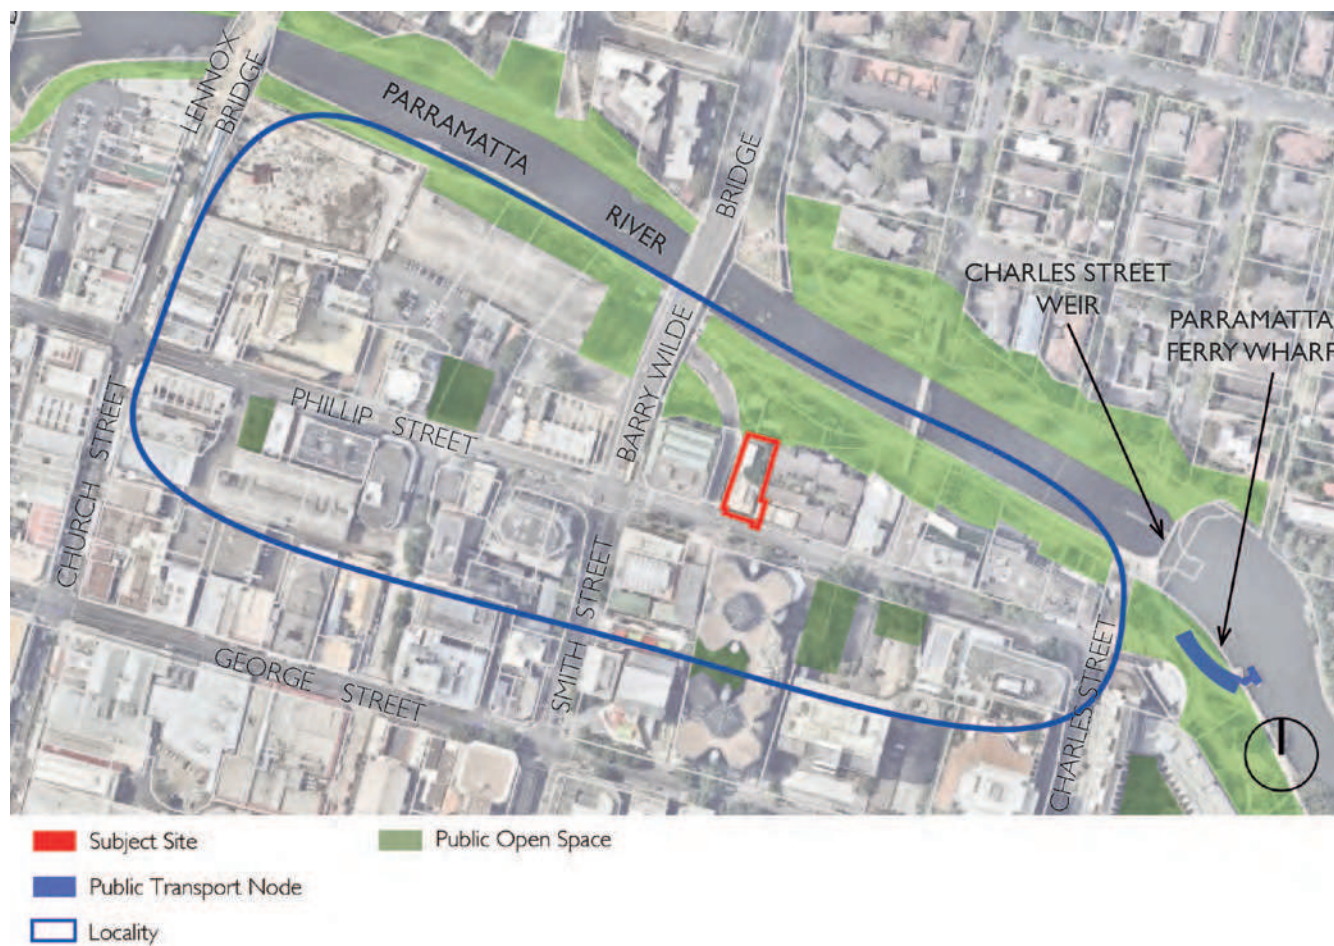 LENNOX
BRIDGE
PARRAMATTA
RIVER
BRIDGE
BARRY WILDE
CHARLES STREET
WEIR
PARRAMATTA
FERRY WHARF
PHILLIP STREET
CHURCH STREET
SMITH STREET
GEORGE STREET
CHARLES STREET
Subject Site
Public Open Space
Public Transport Node
Locality